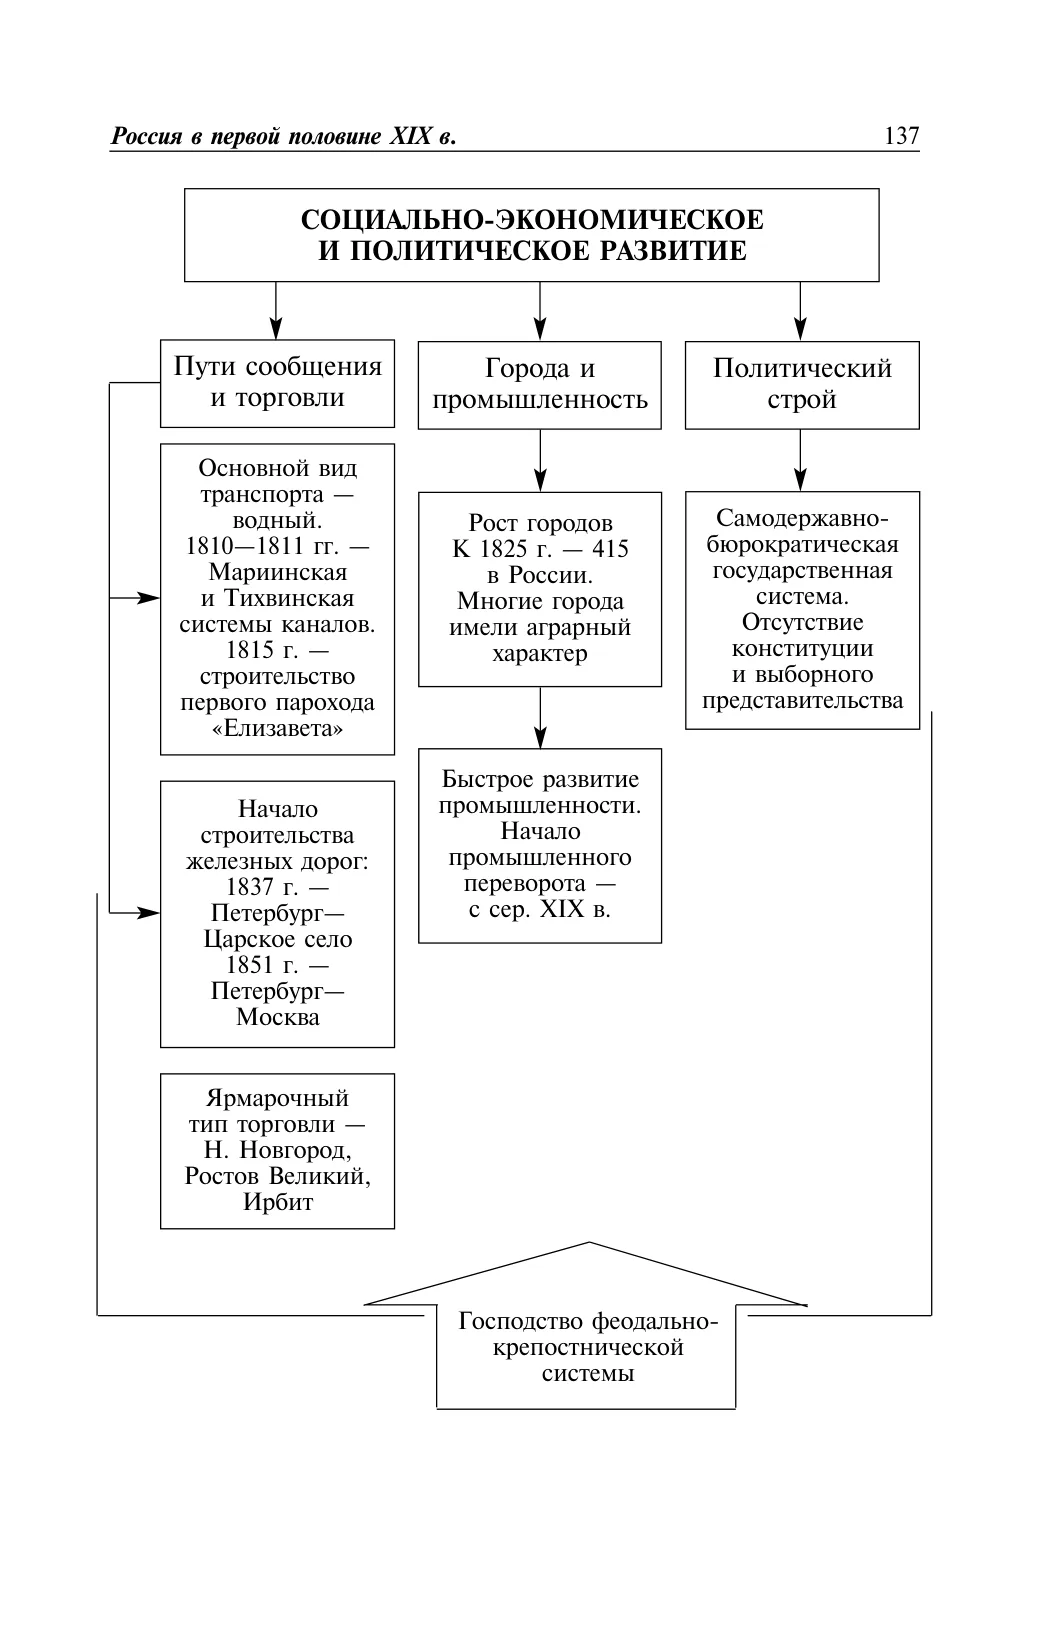 Россия в первой половине XIX в.
137
СОЦИАЛЬНО-ЭКОНОМИЧЕСКОЕ
И ПОЛИТИЧЕСКОЕ РАЗВИТИЕ
Пути сообщения
и торговли
Основной вид
транспорта —
водный.
1810—1811 гг. —
Мариинская
и Тихвинская
системы каналов.
1815 г. —
строительство
первого парохода
«Елизавета»
Начало
строительства
железных дорог:
1837 г. —
Петербург—
Царское село
1851 г. —
Петербург—
Москва
Ярмарочный
тип торговли —
Н. Новгород,
Ростов Великий,
Ирбит
Города и
промышленность
Рост городов
К 1825 г. — 415
в России.
Многие города
имели аграрный
характер
Быстрое развитие
промышленности.
Начало
промышленного
переворота —
с сер. XIX в.
Политический
строй
Самодержавно-
бюрократическая
государственная
система.
Отсутствие
конституции
и выборного
представительства
Господство феодально-
крепостнической
системы